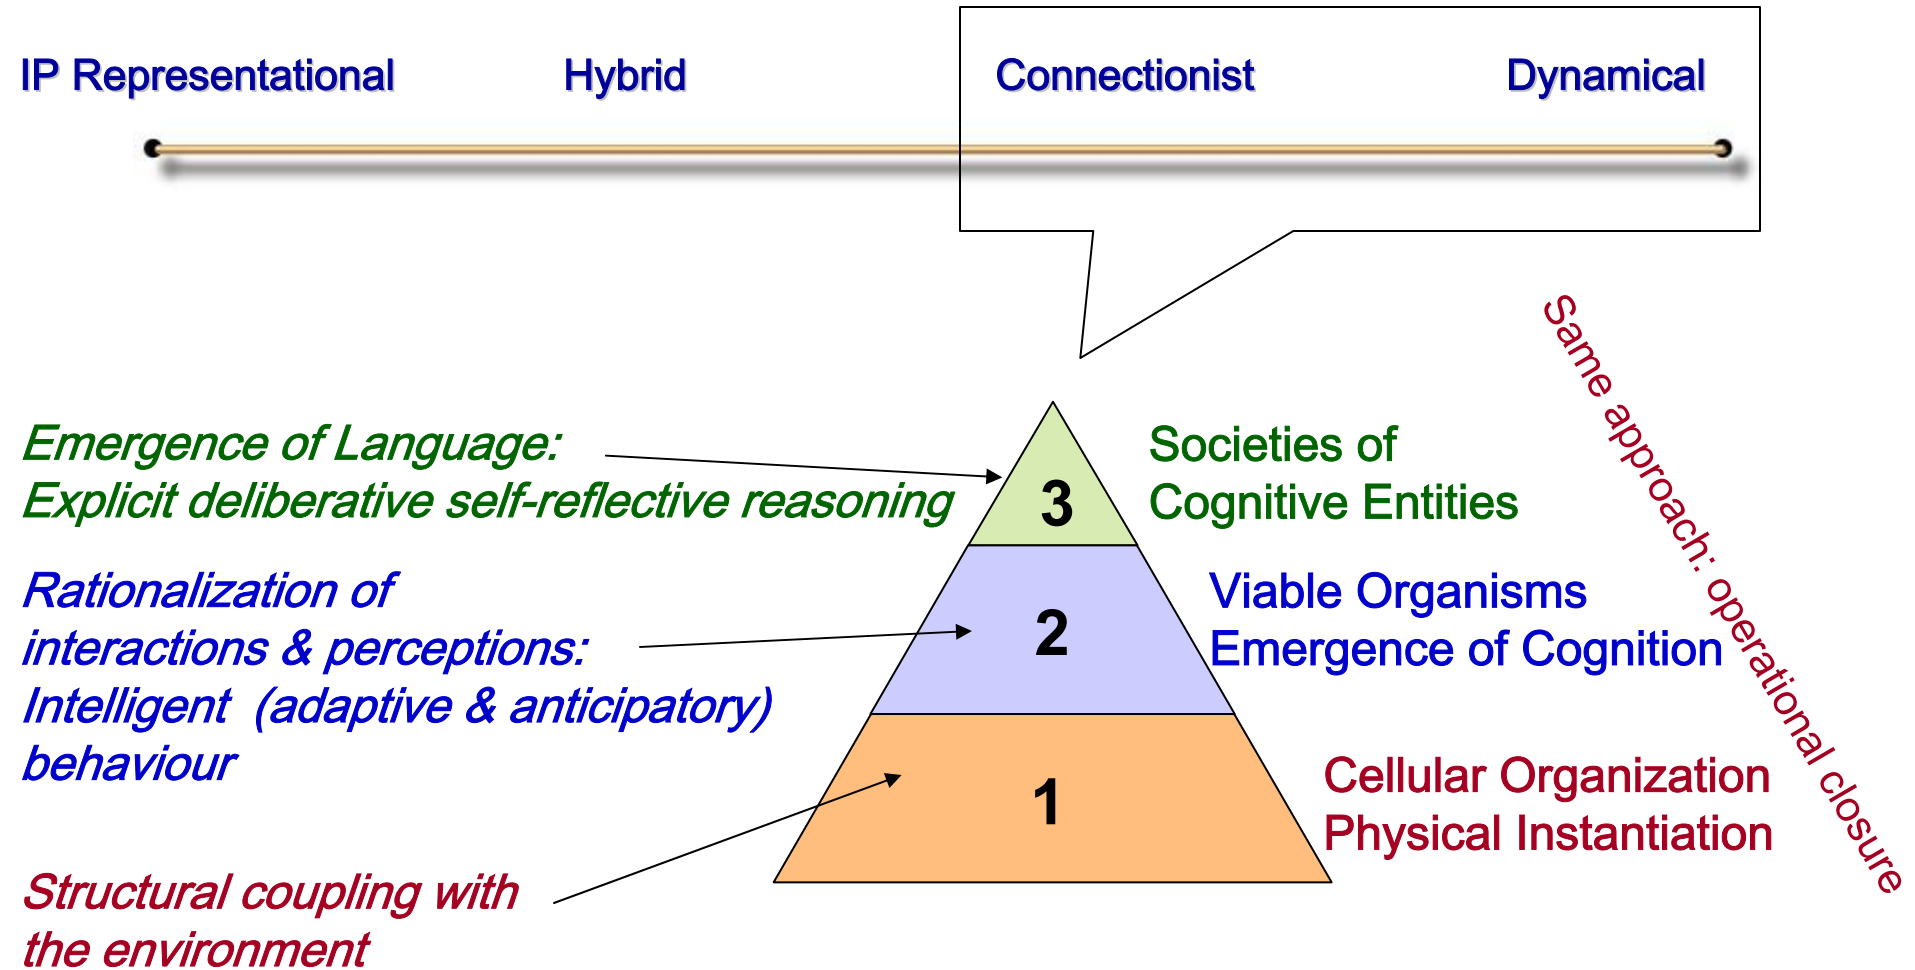 IP Representational
Hybrid
Connectionist
Dynamical
Emergence of Language:
Explicit deliberative self-reflective reasoning
3
Societies of
Cognitive Entities
Rationalization of
interactions & perceptions:
Intelligent (adaptive & anticipatory)
behaviour
2
Viable Organisms
Emergence of Cognition
Structural coupling with
the environment
1
Cellular Organization
Physical Instantiation
Same approach: operational closure